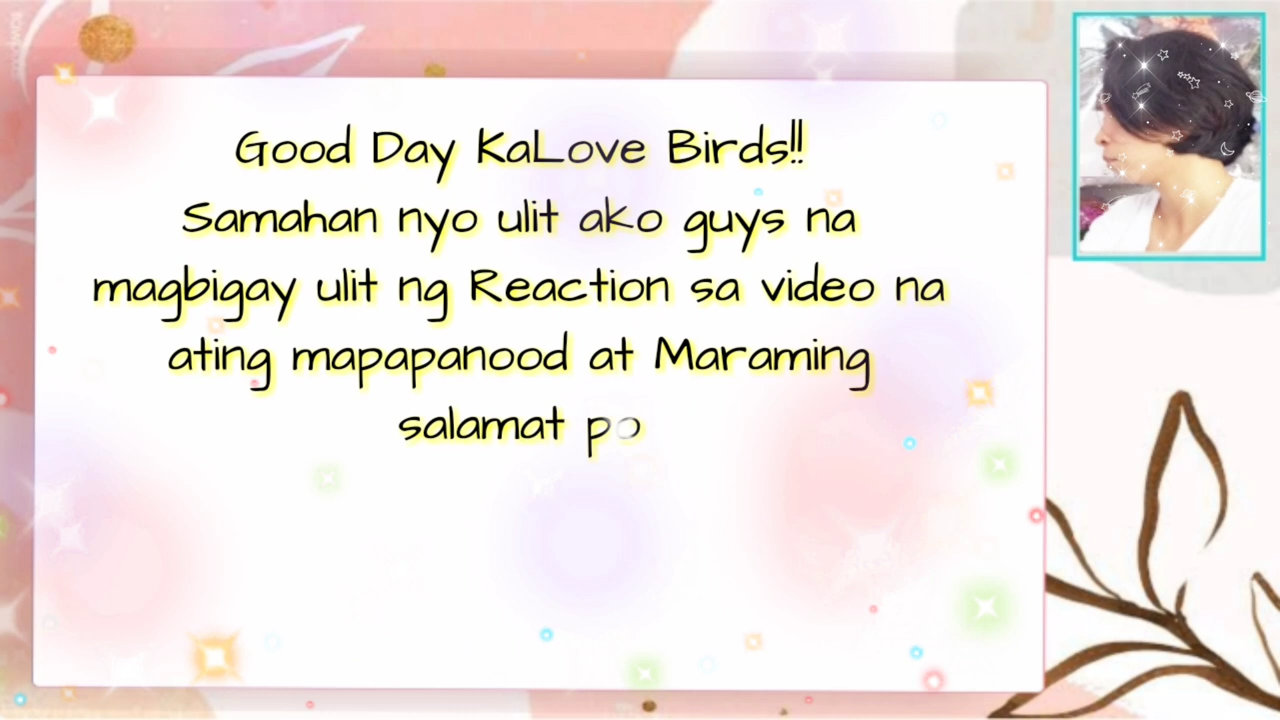 Good Day KaLove Birds!!
Samahan nyo ulit ako guys na
magbigay ulit ng Reaction sa video na
ating mapapanood at Maraming
salamat po